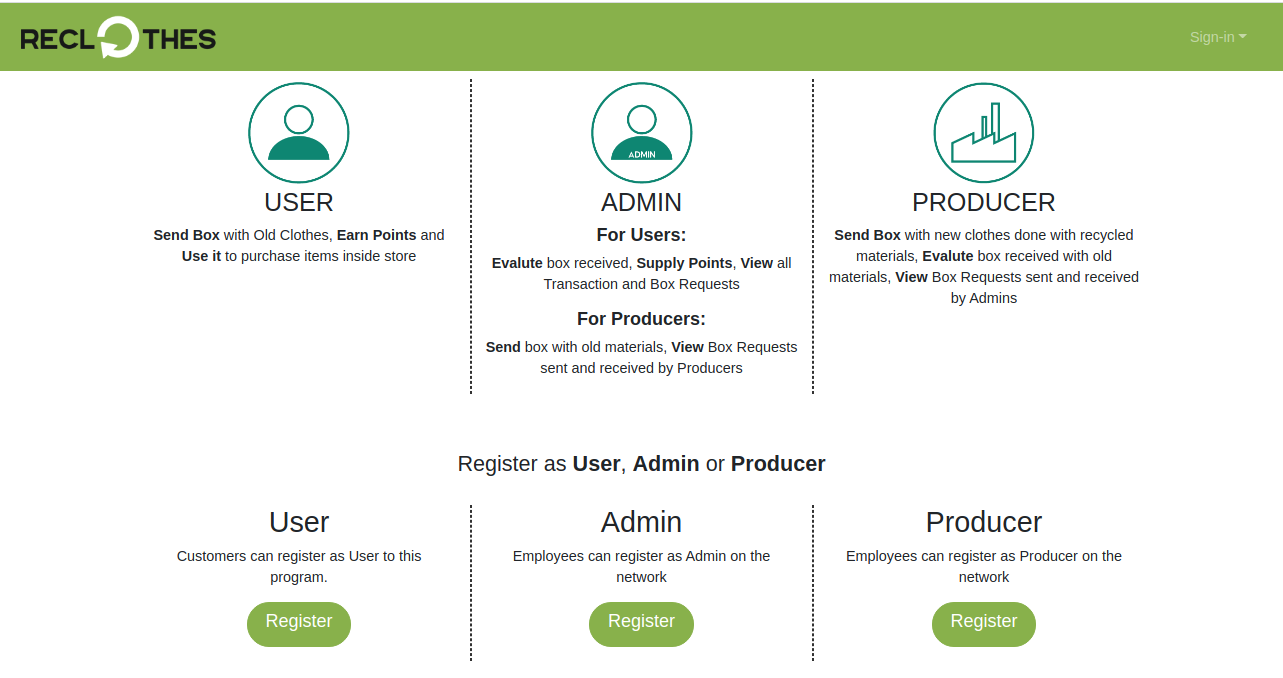 RECLOTHES
Sign-in
ADMIN
USER
Send Box with Old Clothes, Earn Points and
Use it to purchase items inside store
ADMIN
For Users:
Evalute box received, Supply Points, View all
Transaction and Box Requests
For Producers:
Send box with old materials, View Box Requests
sent and received by Producers
PRODUCER
Send Box with new clothes done with recycled
materials, Evalute box received with old
materials, View Box Requests sent and received
by Admins
Register as User, Admin or Producer
User
Customers can register as User to this
program.
Register
Admin
Employees can register as Admin on the
network
Register
Producer
Employees can register as Producer on the
network
Register